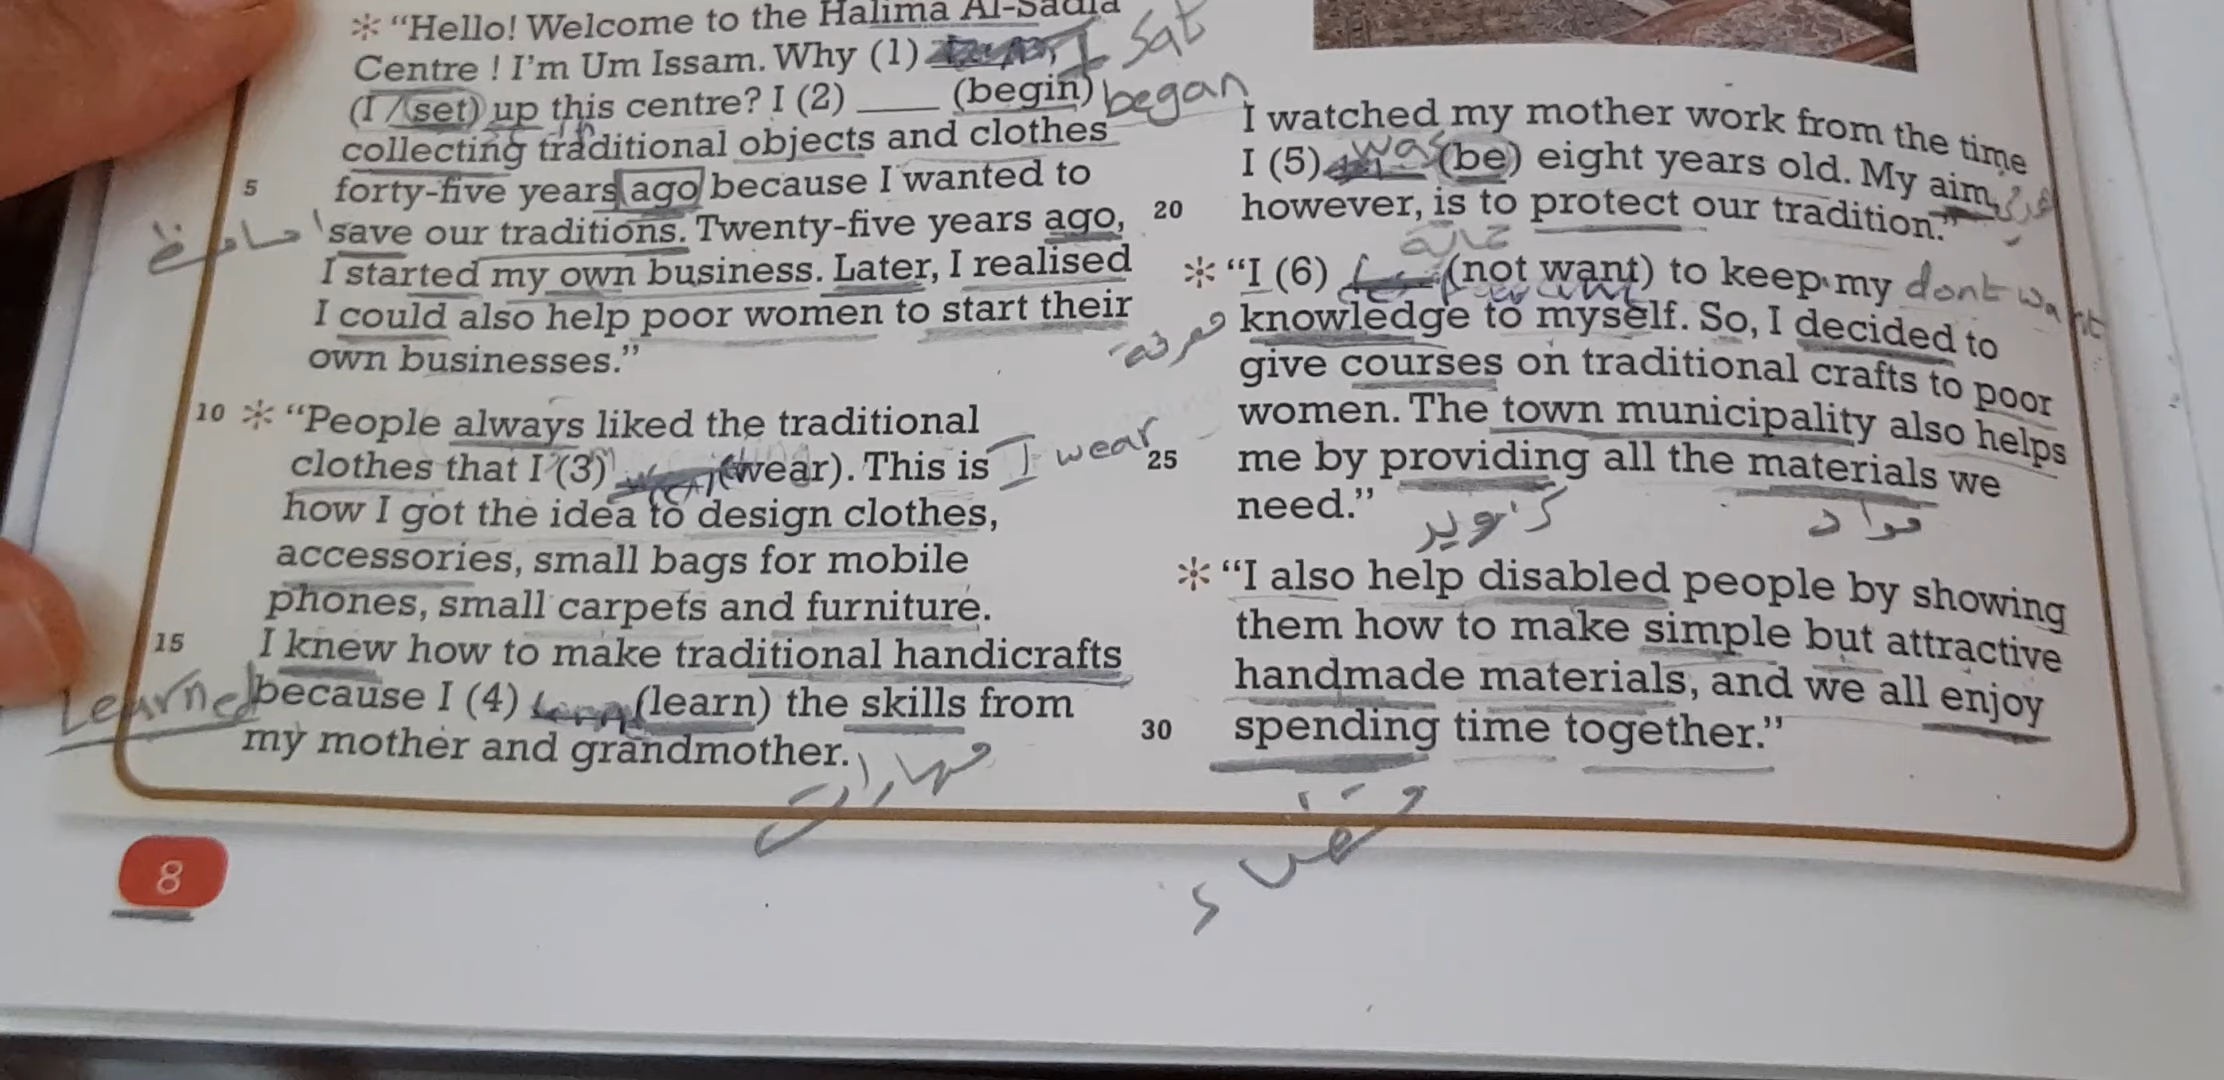 * "Hello! Welcome to the Halima Al-Sadia
Centre ! I'm Um Issam. Why (1) I sat
(I / set) up this centre? I (2) ____ (begin) began
collecting traditional objects and clothes
5 forty-five years ago because I wanted to
save our traditions. Twenty-five years ago,
I started my own business. Later, I realised
I could also help poor women to start their
own businesses."
10 * "People always liked the traditional
clothes that I (3) (wear). This is I wear
how I got the idea to design clothes,
accessories, small bags for mobile
phones, small carpets and furniture.
15 I knew how to make traditional handicrafts
Learned because I (4) (learn) the skills from
my mother and grandmother.
مهارات
8
I watched my mother work from the time
I (5) was (be) eight years old. My aim,
20 however, is to protect our tradition."
* "I (6) (not want) to keep my dont want
معرفة knowledge to myself. So, I decided to
give courses on traditional crafts to poor
women. The town municipality also helps
25 me by providing all the materials we
need."
مواد
* "I also help disabled people by showing
them how to make simple but attractive
handmade materials, and we all enjoy
30 spending time together."